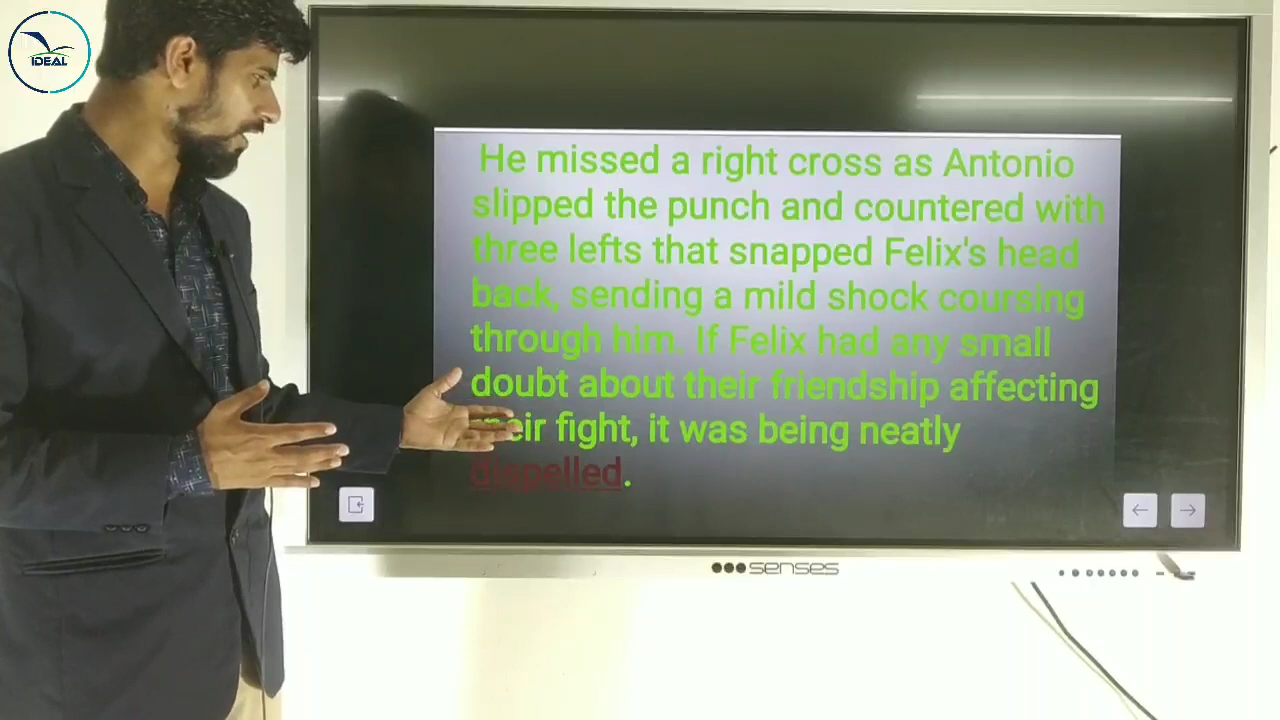 IDEAL
He missed a right cross as Antonio
slipped the punch and countered with
three lefts that snapped Felix's head
back, sending a mild shock coursing
through him. If Felix had any small
doubt about their friendship affecting
their fight, it was being neatly
dispelled.
senses